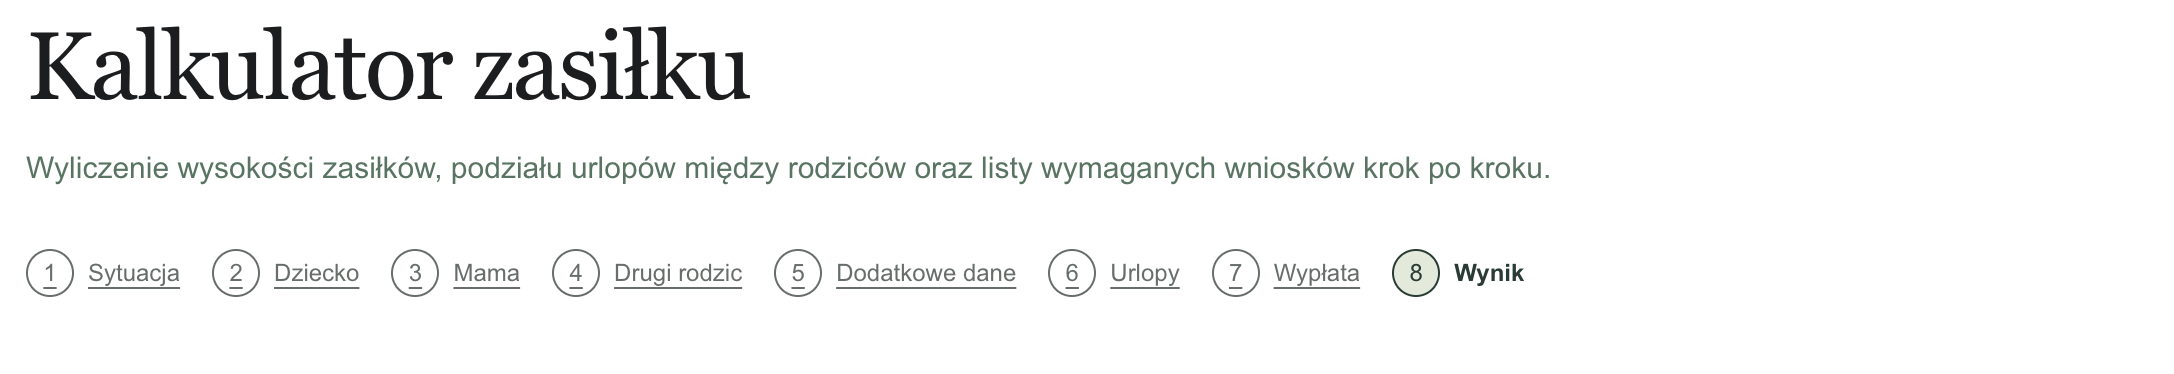 Kalkulator zasiłku
Wyliczenie wysokości zasiłków, podziału urlopów między rodziców oraz listy wymaganych wniosków krok po kroku.
1 Sytuacja 2 Dziecko 3 Mama 4 Drugi rodzic 5 Dodatkowe dane 6 Urlopy 7 Wypłata 8 Wynik